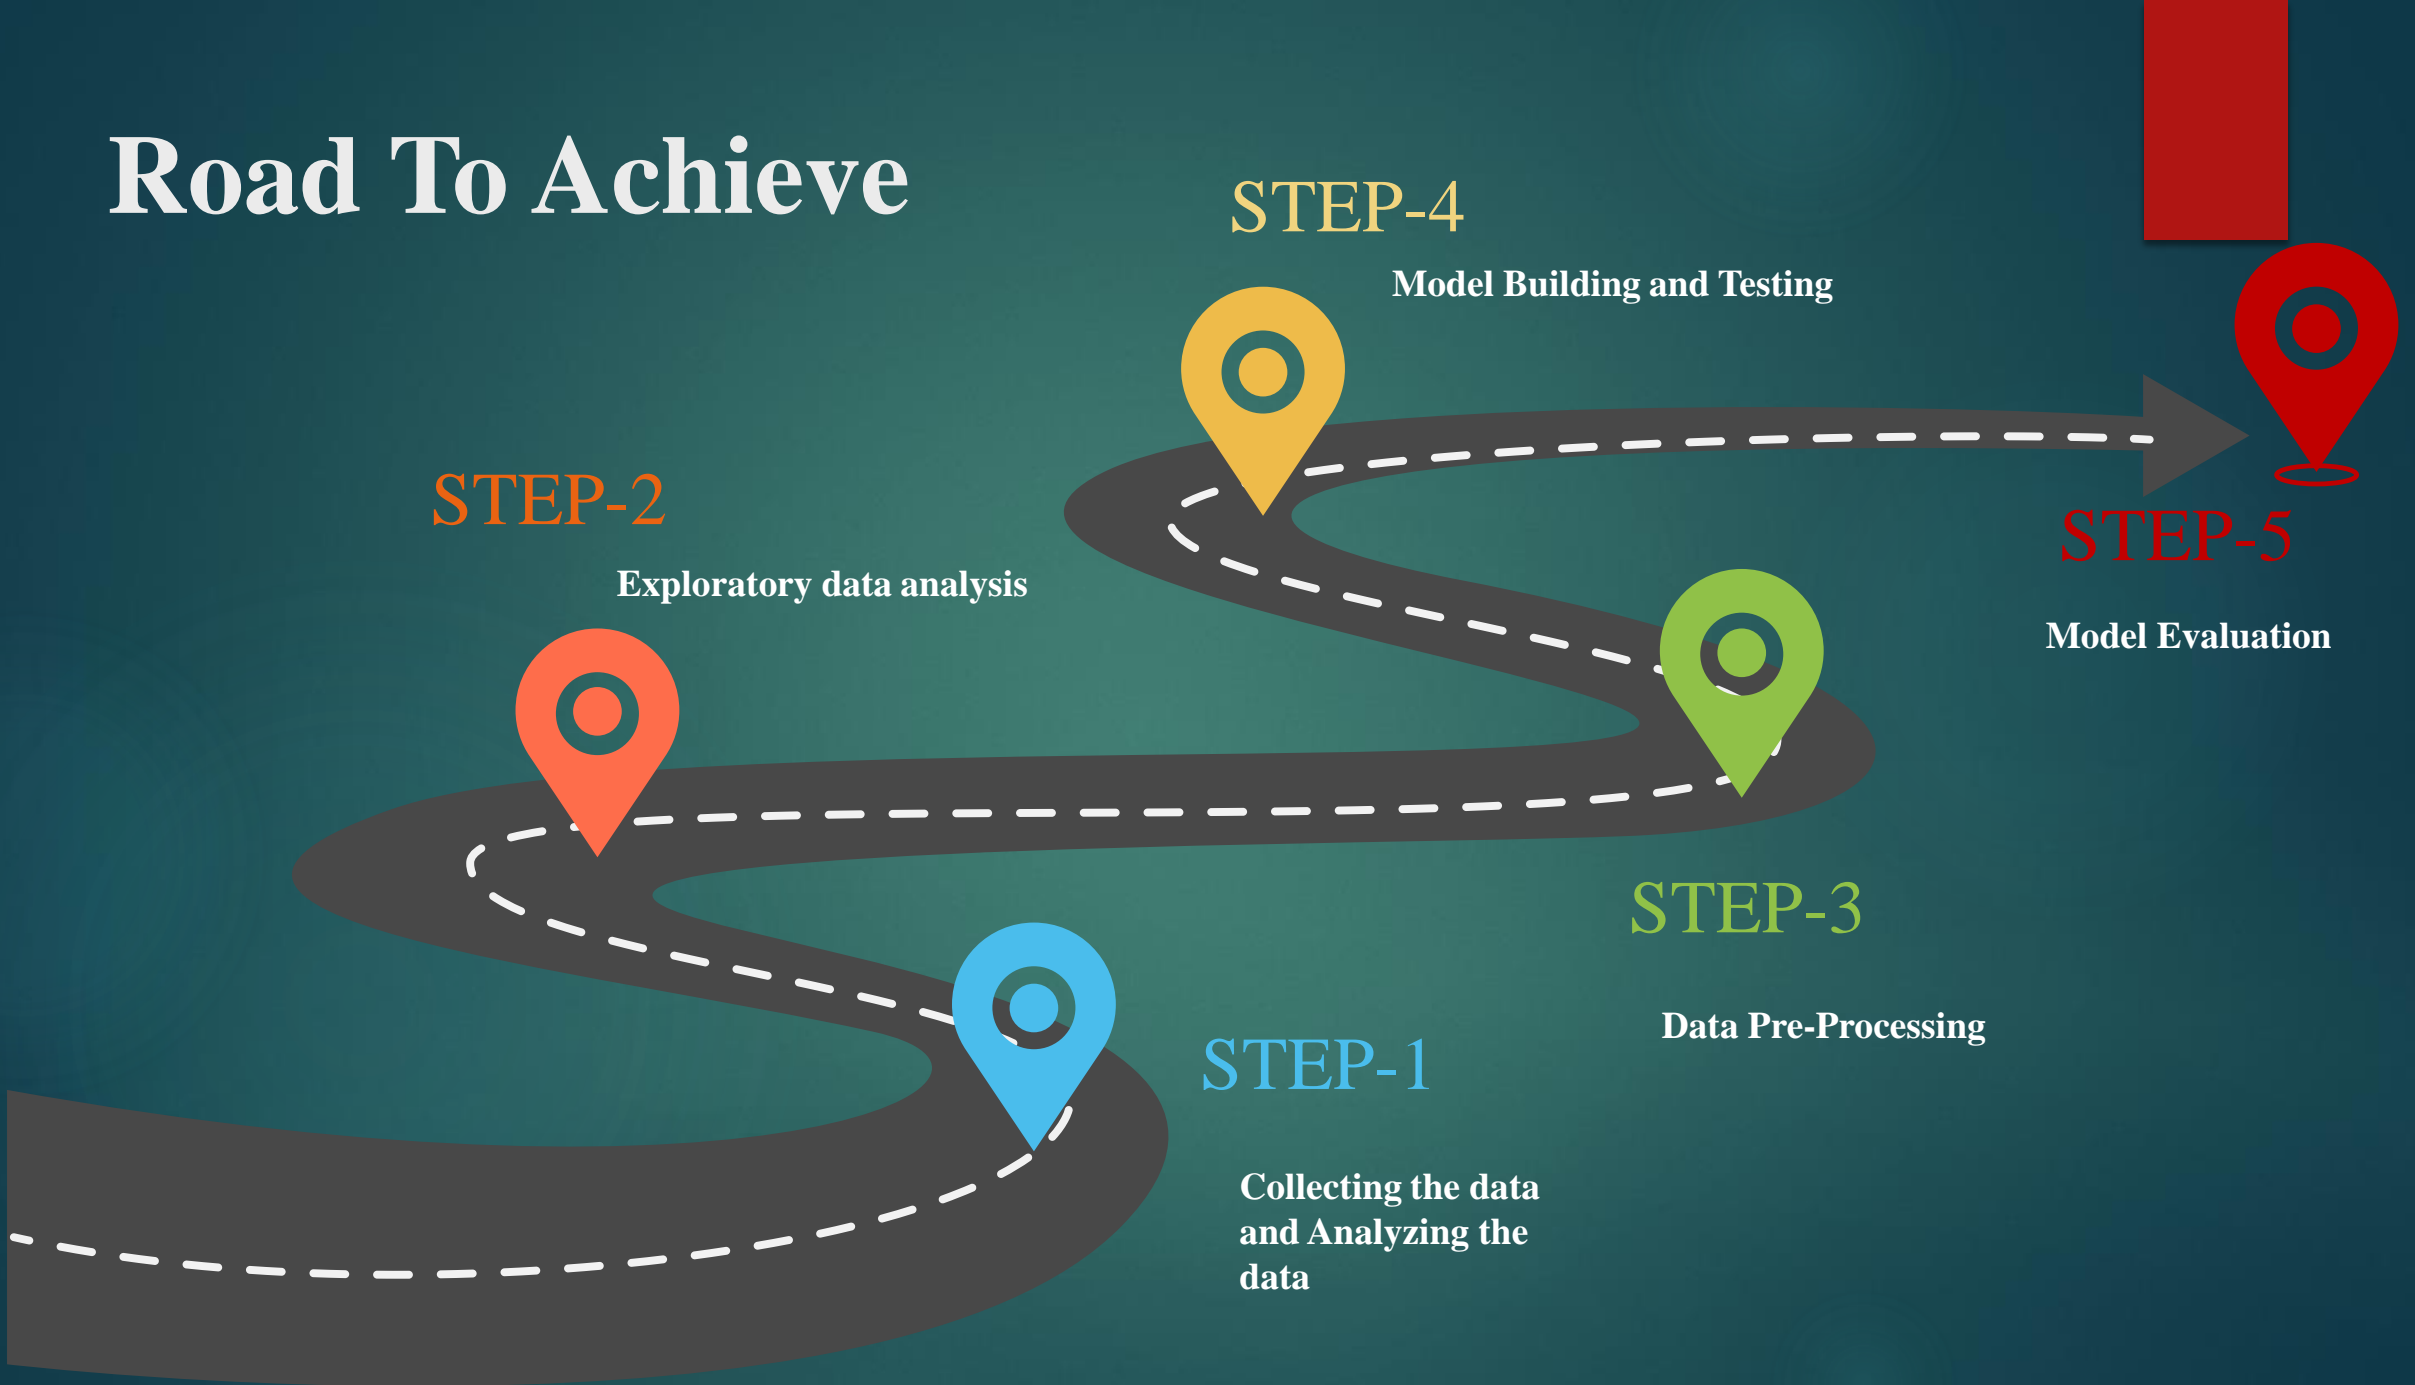 Road To Achieve
STEP-4
Model Building and Testing
STEP-2
Exploratory data analysis
STEP-5
Model Evaluation
STEP-3
Data Pre-Processing
STEP-1
Collecting the data
and Analyzing the
data